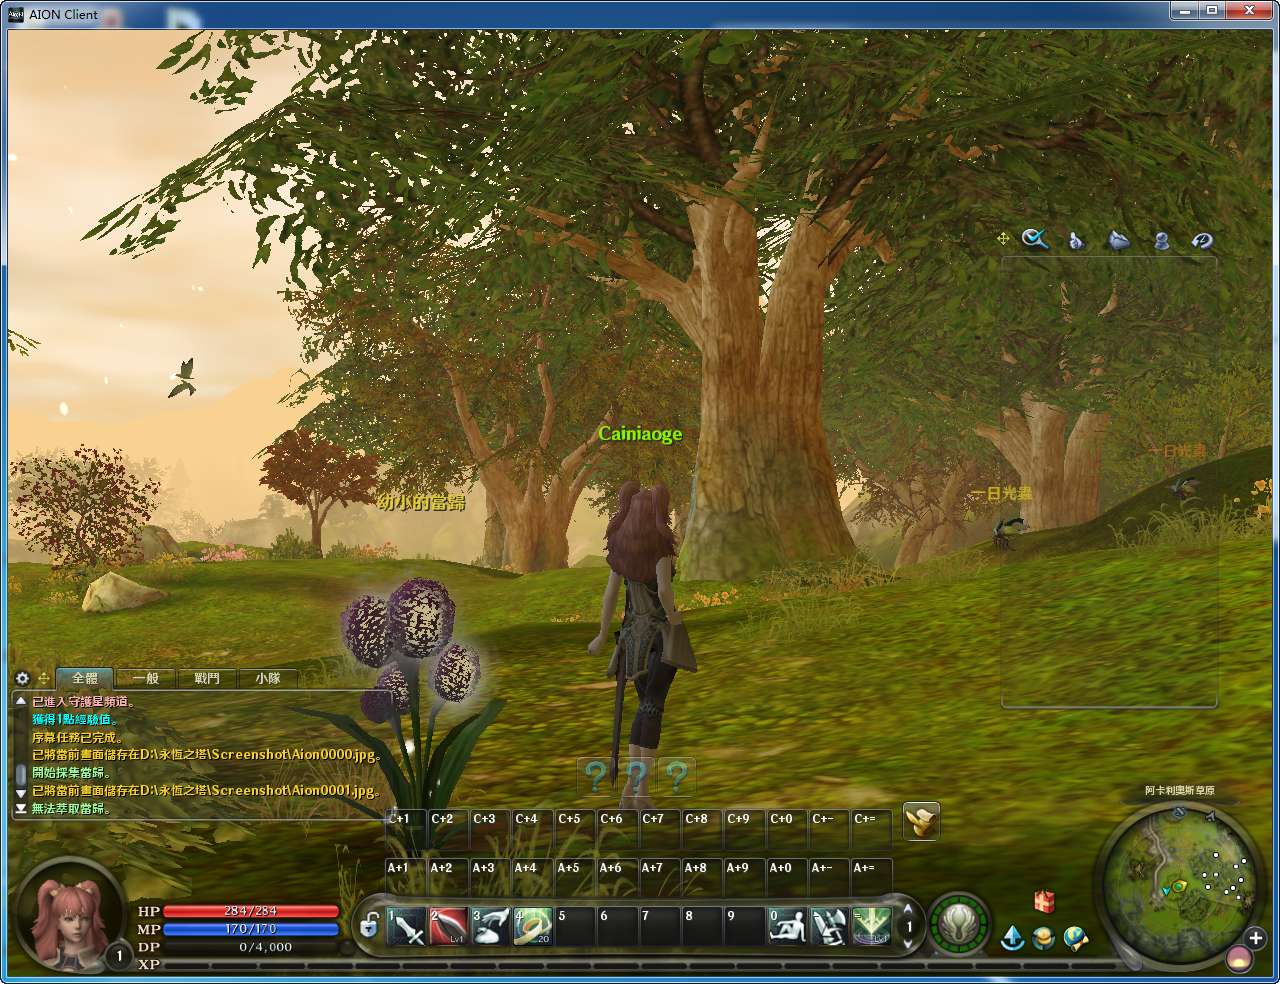 AION Client
Cainiaoge
一日光蟲
幼小的當歸
一日光蟲
全體 一般 戰鬥 小隊
已進入守護星頻道。
獲得1點經驗值。
序幕任務已完成。
已將當前畫面儲存在D:\永恆之塔\Screenshot\Aion0000.jpg。
開始採集當歸。
已將當前畫面儲存在D:\永恆之塔\Screenshot\Aion0001.jpg。
無法萃取當歸。
? ? ?
阿卡利奧斯草原
C+1 C+2 C+3 C+4 C+5 C+6 C+7 C+8 C+9 C+0 C+- C+=
A+1 A+2 A+3 A+4 A+5 A+6 A+7 A+8 A+9 A+0 A+- A+=
1 2 3 4 5 6 7 8 9 0 - =
Lv1 20 Lv1
1
HP 284/284
MP 170/170
DP 0/4,000
XP
1